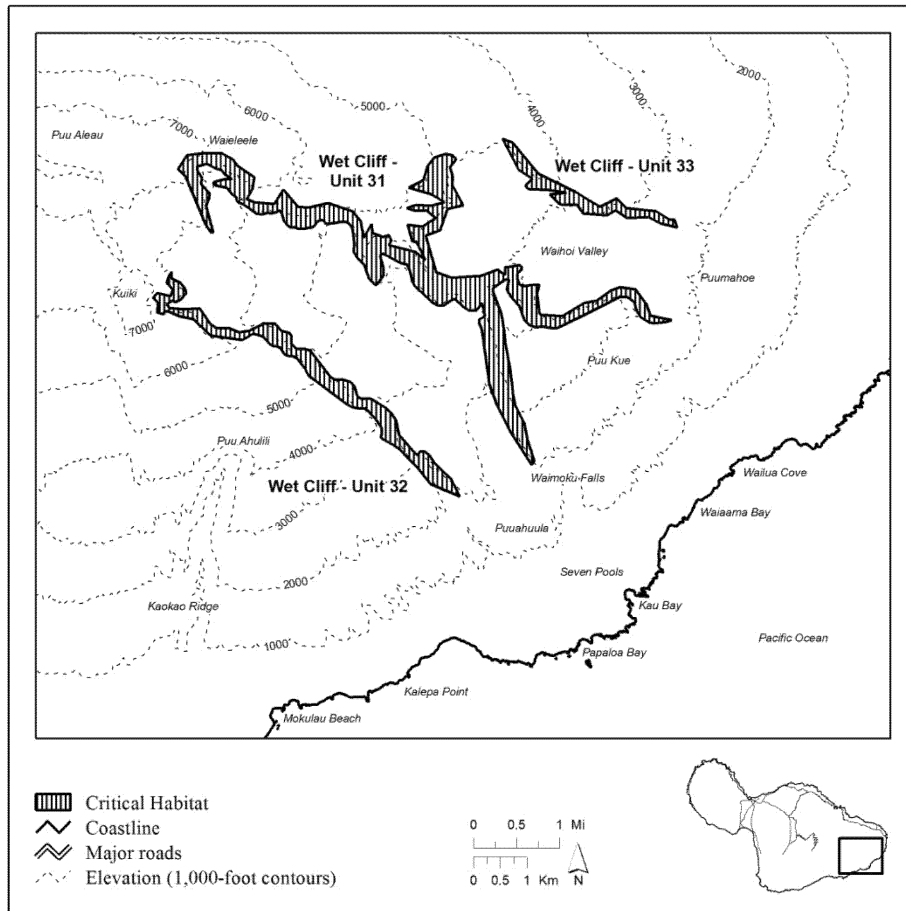 2000
3000
4000
5000
6000
7000
Puu Aleau
Waieleele
Wet Cliff -
Unit 31
Wet Cliff - Unit 33
Waihoi Valley
Puumahoe
Kuiki
7000
6000
Puu Kue
5000
Puu Ahulili
4000
Wet Cliff - Unit 32
Waimoku Falls
Wailua Cove
Waiaama Bay
3000
Puuahuula
Seven Pools
2000
Kaokao Ridge
Kau Bay
1000
Papaloa Bay
Pacific Ocean
Kalepa Point
Mokulau Beach
Critical Habitat
Coastline
Major roads
Elevation (1,000-foot contours)
0 0.5 1 Mi
0 0.5 1 Km
N